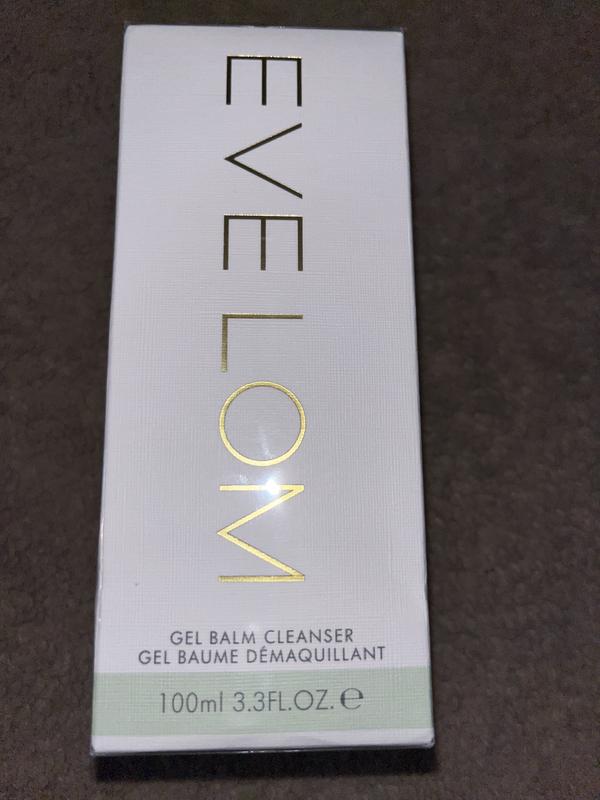 EVE LOM
GEL BALM CLEANSER
GEL BAUME DÉMAQUILLANT
100ml 3.3FL.OZ. ℮